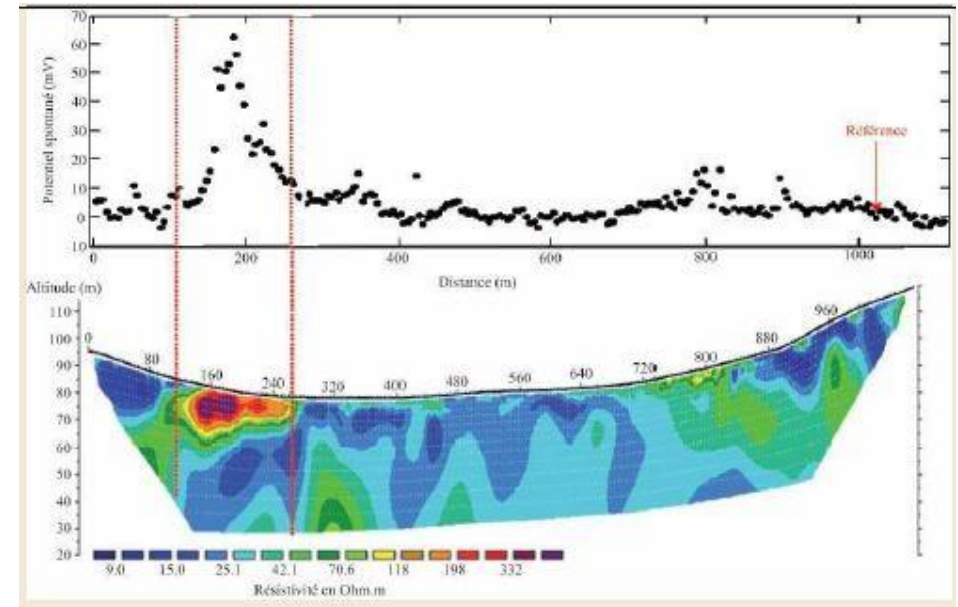 Potentiel spontané (mV)
70
60
50
40
30
20
10
0
10
Référence
0 200 400 600 800 1000
Distance (m)
Altitude (m)
110
100
90
80
70
60
50
40
30
20
0 80 160 240 320 400 480 560 640 720 800 880 960
9.0 15.0 25.1 42.1 70.6 118 198 332
Résistivité en Ohm.m